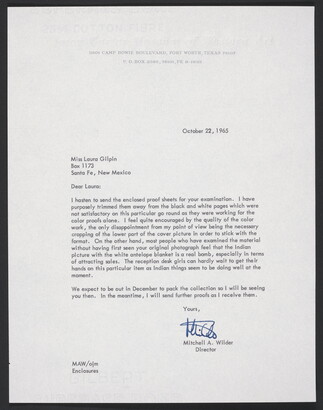 CAMP BOWIE BOULEVARD, FORT WORTH, TEXAS
P. O. BOX
October 22, 1965
Miss Laura Gilpin
Box 1173
Santa Fe, New Mexico
Dear Laura:
I hasten to send the enclosed proof sheets for your examination. I have
purposely trimmed them away from the black and white pages which were
not satisfactory on this particular go round as they were working for the
color proofs alone. I feel quite encouraged by the quality of the color
work, the only disappointment from my point of view being the necessary
cropping of the lower part of the cover picture in order to stick with the
format. On the other hand, most people who have examined the material
without having first seen your original photograph feel that the Indian
picture with the white antelope blanket is a real bomb, especially in terms
of attracting sales. The reception desk girls can hardly wait to get their
hands on this particular item as Indian things seem to be doing well at the
moment.
We expect to be out in December to pack the collection so I will be seeing
you then. In the meantime, I will send further proofs as I receive them.
Yours,
Mitchell A. Wilder
Director
MAW/ojm
Enclosures